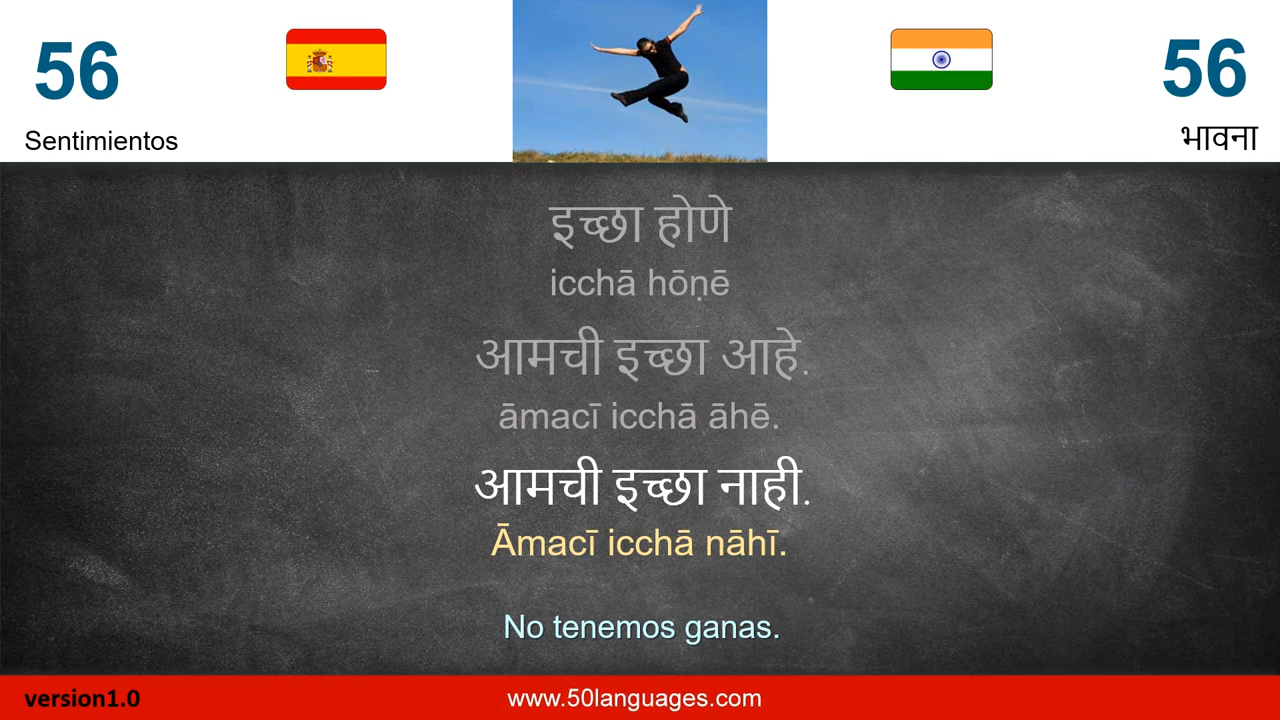 56
56
Sentimientos
भावना
इच्छा होणे
icchā hōṇē
आमची इच्छा आहे.
āmacī icchā āhē.
आमची इच्छा नाही.
Āmacī icchā nāhī.
No tenemos ganas.
version1.0
www.50languages.com